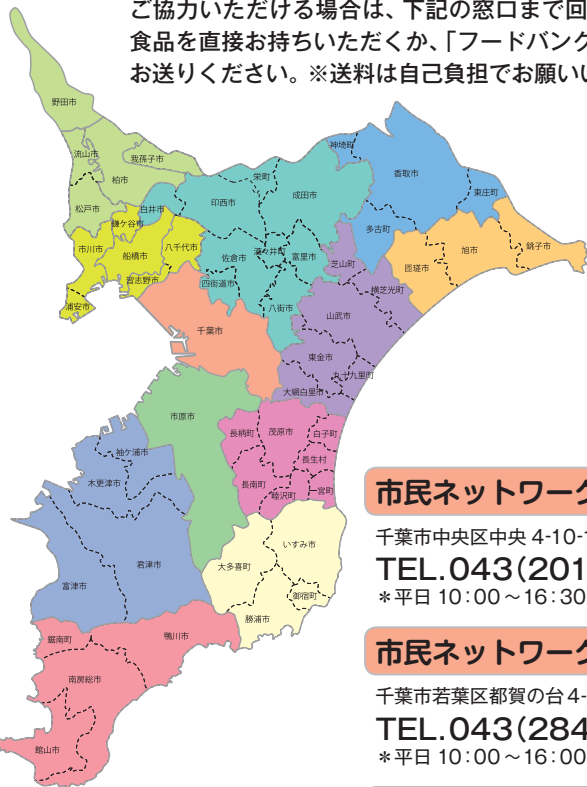 ご協力いただける場合は、下記の窓口まで回
食品を直接お持ちいただくか、「フードバンク
お送りください。※送料は自己負担でお願いい
野田市
流山市
我孫子市
柏市
松戸市
鎌ケ谷市
白井市
市川市
船橋市
八千代市
習志野市
浦安市
印西市
栄町
成田市
神崎町
香取市
東庄町
多古町
佐倉市
酒々井町
富里市
四街道市
八街市
芝山町
横芝光町
匝瑳市
旭市
銚子市
千葉市
山武市
東金市
九十九里町
大網白里市
市原市
長柄町
茂原市
白子町
長生村
長南町
睦沢町
一宮町
袖ケ浦市
木更津市
君津市
富津市
いすみ市
大多喜町
御宿町
勝浦市
鋸南町
鴨川市
南房総市
館山市
市民ネットワーク
千葉市中央区中央 4-10-
TEL.043(201
*平日 10:00～16:30
市民ネットワーク
千葉市若葉区都賀の台 4-
TEL.043(284
*平日 10:00～16:00